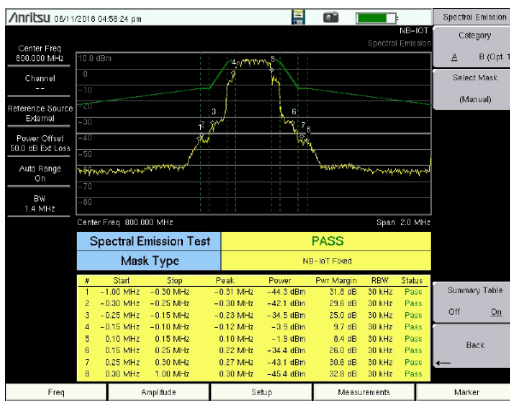 Anritsu 06/11/2018 04:56:24 pm
Spectral Emission
NB-IOT
Spectral Emission
Category
A B (Opt. 1
Center Freq
800.000 MHz
Channel
--
Reference Source
External
Power Offset
50.0 dB Ext Loss
Auto Range
On
BW
1.4 MHz
10.0 dBm
0
-10
-20
-30
-40
-50
-60
-70
-80
1
3
4
5
6
7
8
Select Mask
(Manual)
Center Freq 800.000 MHz
Span 2.0 MHz
Spectral Emission Test PASS
Mask Type NB-IoT Fixed
# Start Stop Peak Power Pwr Margin RBW Status
1 -1.00 MHz -0.30 MHz -0.31 MHz -44.3 dBm 31.8 dB 30 kHz Pass
2 -0.30 MHz -0.25 MHz -0.30 MHz -42.1 dBm 29.6 dB 30 kHz Pass
3 -0.25 MHz -0.15 MHz -0.23 MHz -34.5 dBm 25.0 dB 30 kHz Pass
4 -0.15 MHz -0.10 MHz -0.12 MHz -3.9 dBm 9.7 dB 30 kHz Pass
5 0.10 MHz 0.15 MHz 0.10 MHz -1.9 dBm 8.4 dB 30 kHz Pass
6 0.15 MHz 0.25 MHz 0.22 MHz -34.4 dBm 26.0 dB 30 kHz Pass
7 0.25 MHz 0.30 MHz 0.27 MHz -43.1 dBm 30.6 dB 30 kHz Pass
8 0.30 MHz 1.00 MHz 0.30 MHz -45.4 dBm 32.8 dB 30 kHz Pass
Summary Table
Off On
Back
Freq Amplitude Setup Measurements Marker